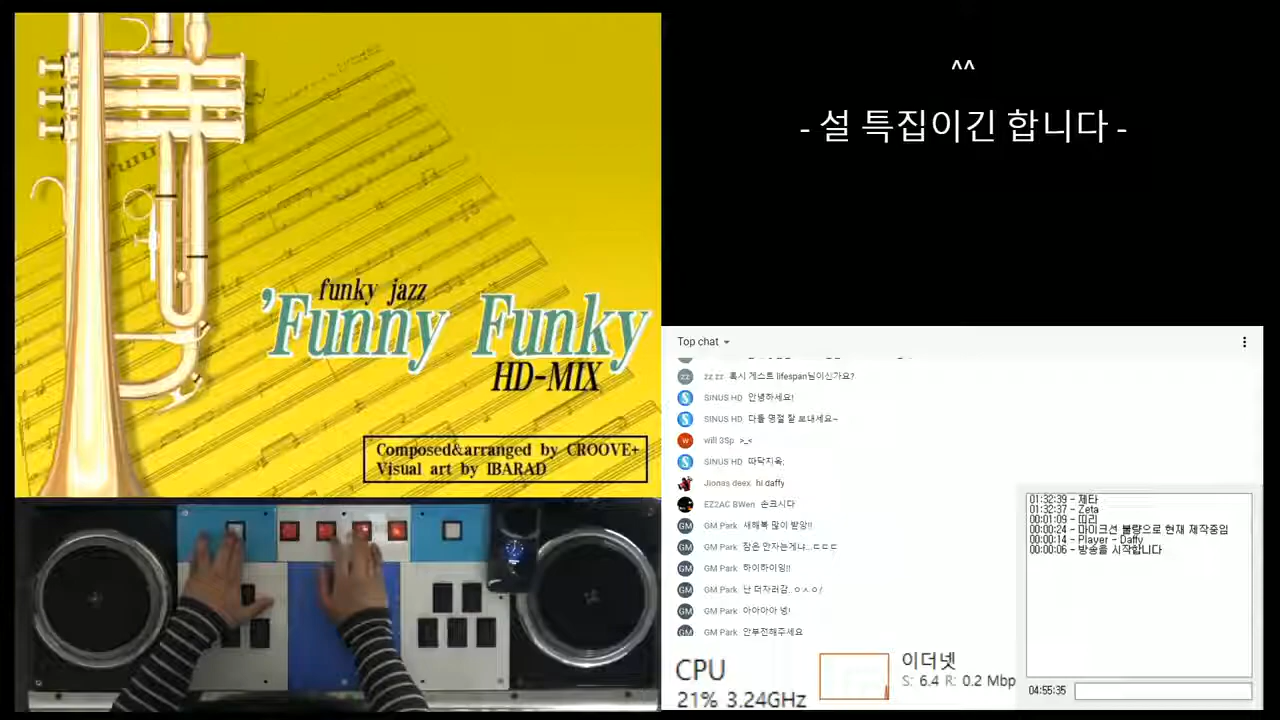 funky jazz
'Funny Funky
HD-MIX
Composed&arranged by CROOVE+
Visual art by IBARAD
^^
- 설 특집이긴 합니다 -
Top chat
zz zz 혹시 게스트 lifespan님이신가요?
SINUS HD 안녕하세요!
SINUS HD 다들 명절 잘 보내세요~
will 3Sp >_<
SINUS HD 따닥지옥;
Jionas deex hi daffy
EZ2AC BWen 손크시다
GM Park 새해복 많이 받앙!!
GM Park 잠은 안자는게냐...ㄷㄷㄷ
GM Park 하이하이잉!!
GM Park 난 더자러감. ㅇㅅㅇ/
GM Park 아아아아 넹!
GM Park 안부전해주세요
01:32:39 - 제타
01:32:37 - Zeta
00:01:09 - 띠리
00:00:24 - 마이크선 불량으로 현재 제작중임
00:00:14 - Player - Daffy
00:00:06 - 방송을 시작합니다
04:55:35
CPU
21% 3.24GHz
이더넷
S: 6.4 R: 0.2 Mbp